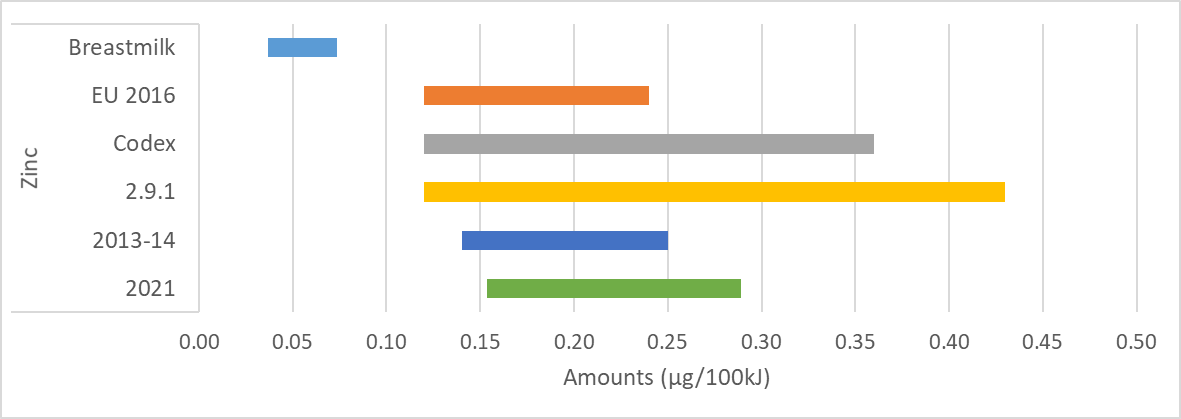 Zinc
Breastmilk
EU 2016
Codex
2.9.1
2013-14
2021
0.00 0.05 0.10 0.15 0.20 0.25 0.30 0.35 0.40 0.45 0.50
Amounts (µg/100kJ)